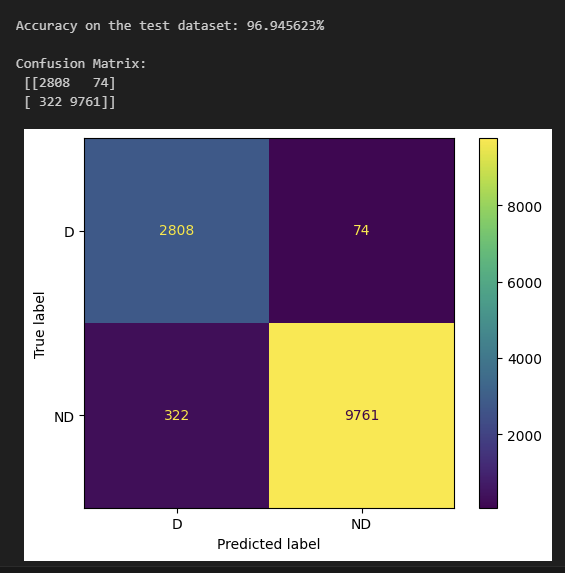 Accuracy on the test dataset: 96.945623%
Confusion Matrix:
[[2808   74]
[ 322 9761]]
D
2808
74
8000
6000
True label
4000
ND
322
9761
2000
D
ND
Predicted label